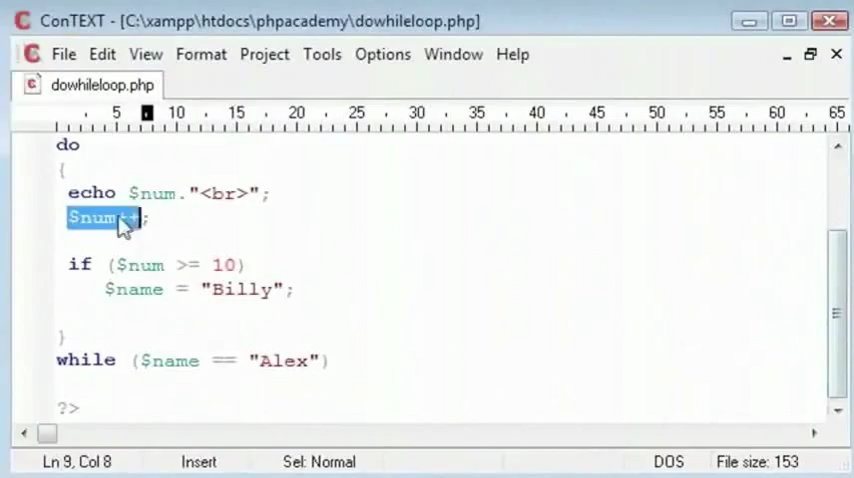 ConTEXT - [C:\xampp\htdocs\phpacademy\dowhileloop.php]
File Edit View Format Project Tools Options Window Help
dowhileloop.php
5 10 15 20 25 30 35 40 45 50 55 60 65
do
{
echo $num."<br>";
$num++;
if ($num >= 10)
$name = "Billy";
}
while ($name == "Alex")
?>
Ln 9, Col 8 Insert Sel: Normal DOS File size: 153